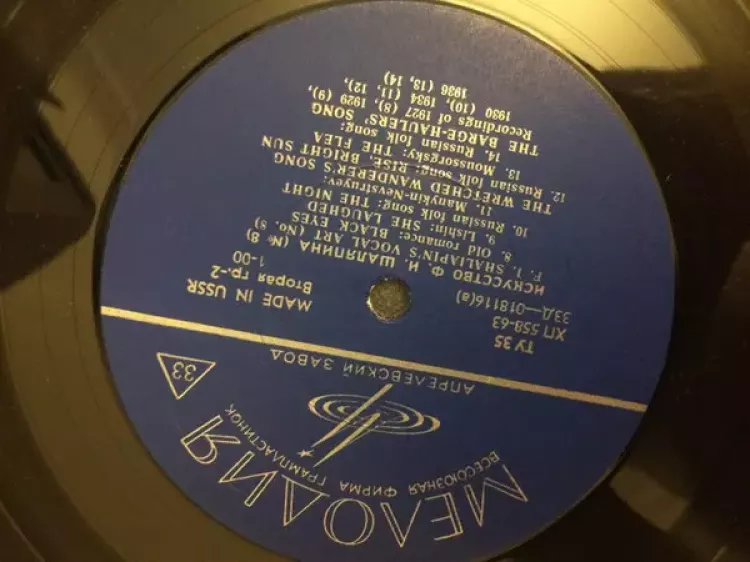 МЕЛОДИЯ
ВСЕСОЮЗНАЯ ФИРМА ГРАМПЛАСТИНОК
33
АПРЕЛЕВСКИЙ ЗАВОД
ТУ 35
ХП 558-63
33Д—018116(а)
MADE IN USSR
Вторая гр.-2
1-00
ИСКУССТВО Ф. И. ШАЛЯПИНА (№ 8)
F. I. SHALIAPIN'S VOCAL ART (No. 8)
8. Old romance: BLACK EYES
9. Lishin: SHE LAUGHED
10. Russian folk song: THE NIGHT
11. Manykin-Nevstruyev:
THE WRETCHED WANDERER'S SONG
12. Russian folk song: RISE, BRIGHT SUN
13. Moussorgsky: THE FLEA
14. Russian folk song:
THE BARGE-HAULERS' SONG
Recordings of 1927 (8), 1929 (9),
1930 (10), 1934 (11, 12),
1936 (13, 14)